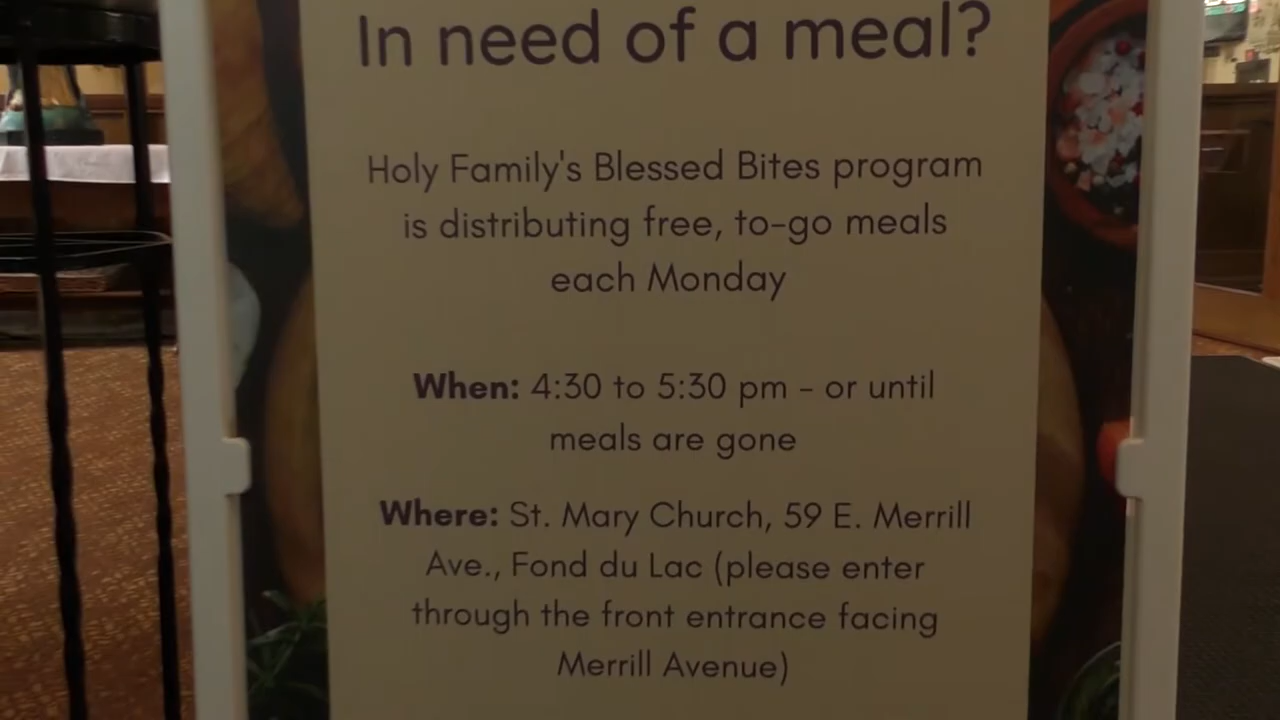 In need of a meal?
Holy Family's Blessed Bites program
is distributing free, to-go meals
each Monday
When: 4:30 to 5:30 pm - or until
meals are gone
Where: St. Mary Church, 59 E. Merrill
Ave., Fond du Lac (please enter
through the front entrance facing
Merrill Avenue)